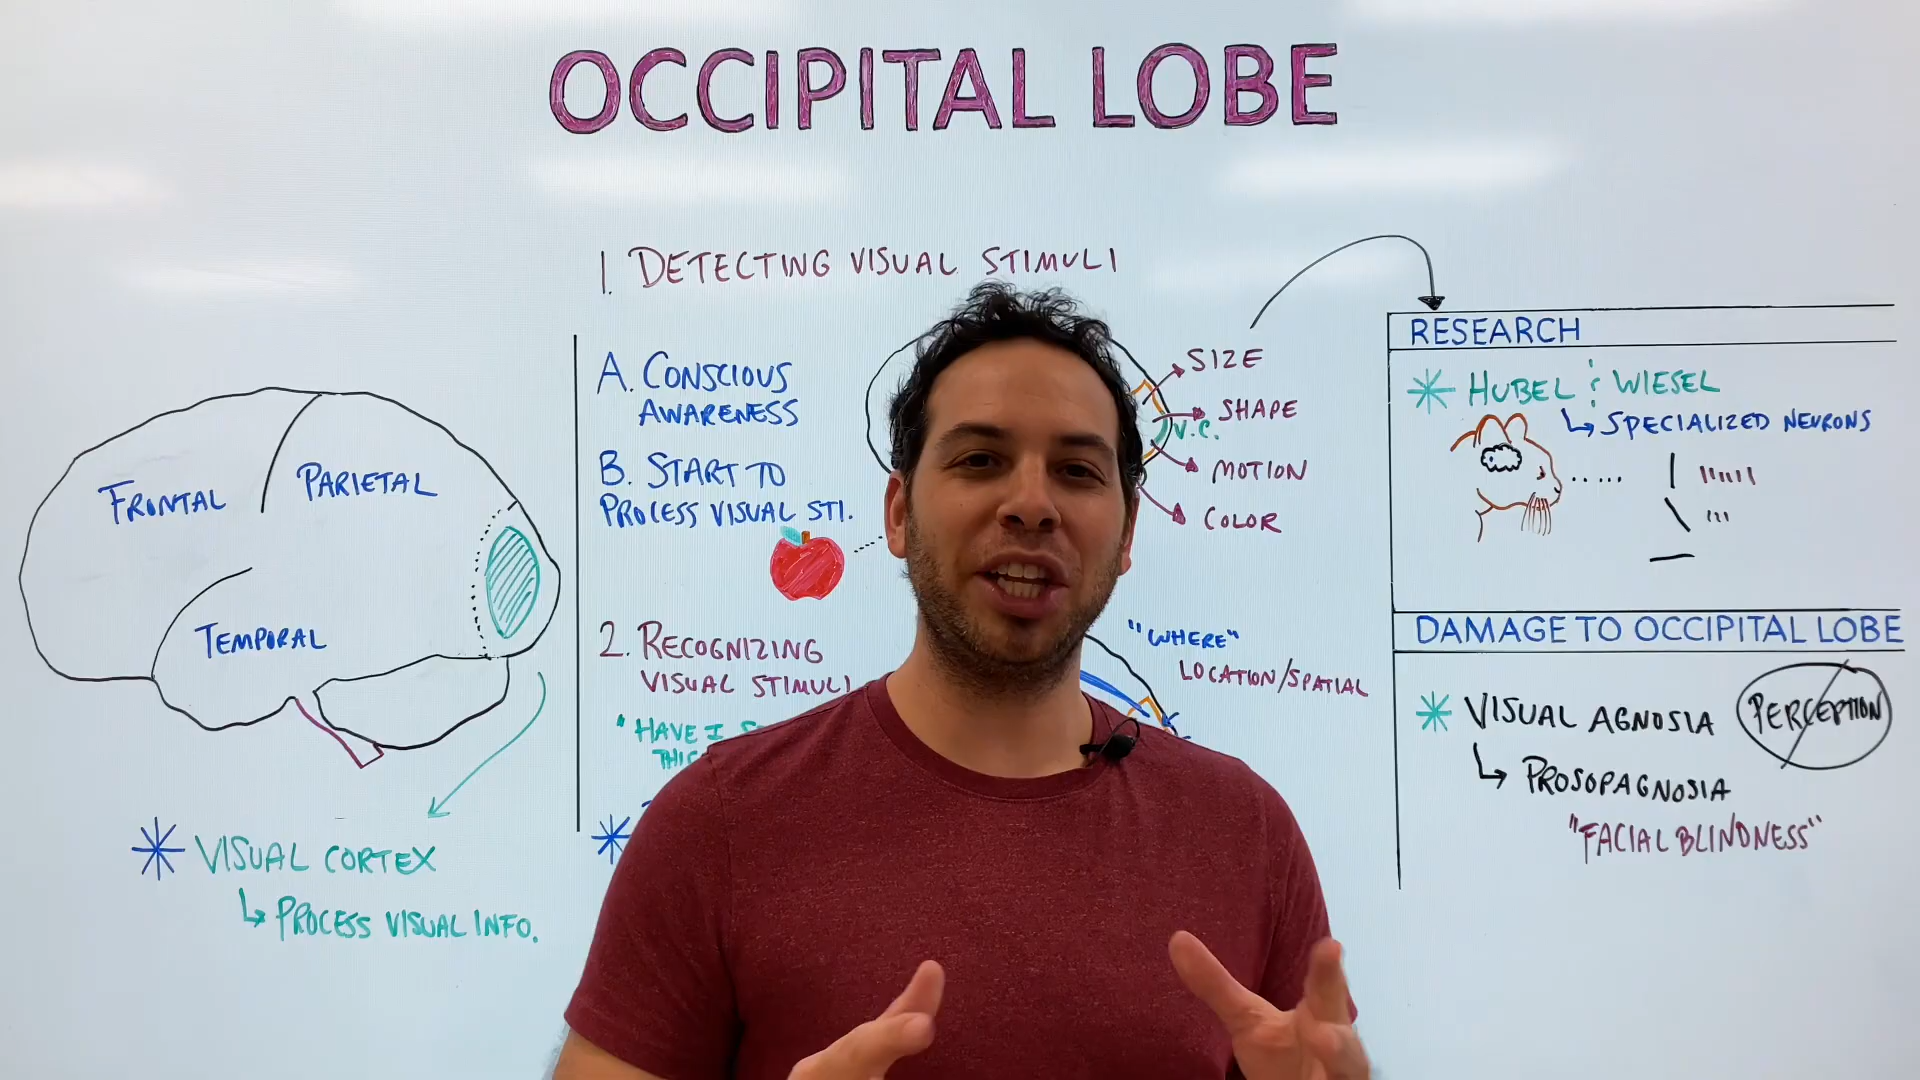 OCCIPITAL LOBE
FRONTAL
PARIETAL
TEMPORAL
VISUAL CORTEX
↳ PROCESS VISUAL INFO.
1. DETECTING VISUAL STIMULI
A. CONSCIOUS
AWARENESS
B. START TO
PROCESS VISUAL STI.
SIZE
SHAPE
V.C.
MOTION
COLOR
2. RECOGNIZING
VISUAL STIMULI
"HAVE I
"WHERE"
LOCATION/SPATIAL
RESEARCH
HUBEL & WIESEL
↳ SPECIALIZED NEURONS
DAMAGE TO OCCIPITAL LOBE
VISUAL AGNOSIA
PERCEPTION
↳ PROSOPAGNOSIA
"FACIAL BLINDNESS"